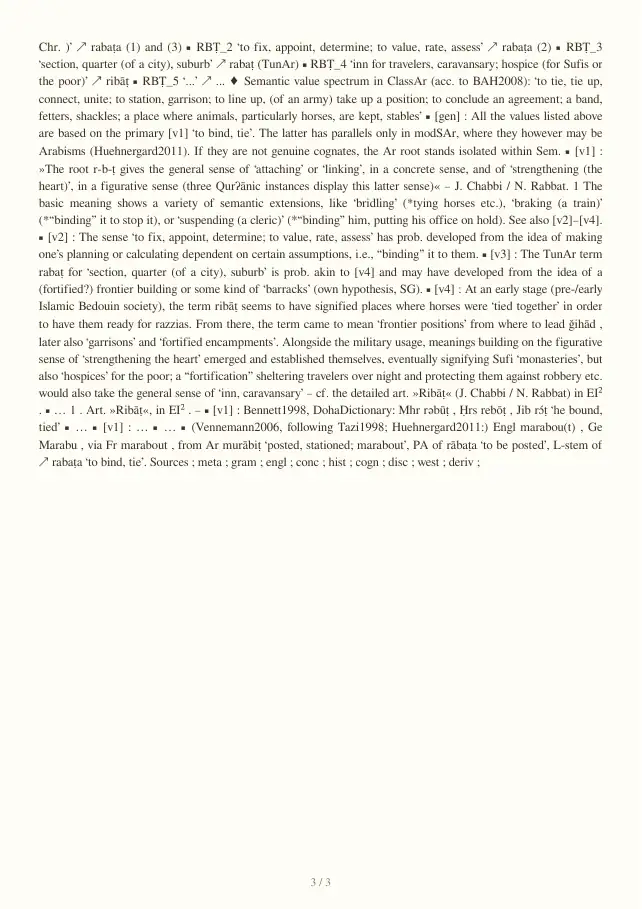 Chr. )’ ↗ rabaṭa (1) and (3) ▪ RBṬ_2 ‘to fix, appoint, determine; to value, rate, assess’ ↗ rabaṭa (2) ▪ RBṬ_3
‘section, quarter (of a city), suburb’ ↗ rabaṭ (TunAr) ▪ RBṬ_4 ‘inn for travelers, caravansary; hospice (for Sufis or
the poor)’ ↗ ribāṭ ▪ RBṬ_5 ‘...’ ↗ ... ♦ Semantic value spectrum in ClassAr (acc. to BAH2008): ‘to tie, tie up,
connect, unite; to station, garrison; to line up, (of an army) take up a position; to conclude an agreement; a band,
fetters, shackles; a place where animals, particularly horses, are kept, stables’ ▪ [gen] : All the values listed above
are based on the primary [v1] ‘to bind, tie’. The latter has parallels only in modSAr, where they however may be
Arabisms (Huehnergard2011). If they are not genuine cognates, the Ar root stands isolated within Sem. ▪ [v1] :
»The root r-b-ṭ gives the general sense of ‘attaching’ or ‘linking’, in a concrete sense, and of ‘strengthening (the
heart)’, in a figurative sense (three Qurʔānic instances display this latter sense)« – J. Chabbi / N. Rabbat. 1 The
basic meaning shows a variety of semantic extensions, like ‘bridling’ (*tying horses etc.), ‘braking (a train)’
(*“binding” it to stop it), or ‘suspending (a cleric)’ (*“binding” him, putting his office on hold). See also [v2]–[v4].
▪ [v2] : The sense ‘to fix, appoint, determine; to value, rate, assess’ has prob. developed from the idea of making
one’s planning or calculating dependent on certain assumptions, i.e., “binding” it to them. ▪ [v3] : The TunAr term
rabaṭ for ‘section, quarter (of a city), suburb’ is prob. akin to [v4] and may have developed from the idea of a
(fortified?) frontier building or some kind of ‘barracks’ (own hypothesis, SG). ▪ [v4] : At an early stage (pre-/early
Islamic Bedouin society), the term ribāṭ seems to have signified places where horses were ‘tied together’ in order
to have them ready for razzias. From there, the term came to mean ‘frontier positions’ from where to lead ǧihād ,
later also ‘garrisons’ and ‘fortified encampments’. Alongside the military usage, meanings building on the figurative
sense of ‘strengthening the heart’ emerged and established themselves, eventually signifying Sufi ‘monasteries’, but
also ‘hospices’ for the poor; a “fortification” sheltering travelers over night and protecting them against robbery etc.
would also take the general sense of ‘inn, caravansary’ – cf. the detailed art. »Ribāṭ« (J. Chabbi / N. Rabbat) in EI²
. ▪ … 1 . Art. »Ribāṭ«, in EI² . – ▪ [v1] : Bennett1998, DohaDictionary: Mhr rəbūṭ , Ḥrs rebōṭ , Jib rɔ́ṭ ‘he bound,
tied’ ▪ … ▪ [v1] : … ▪ … ▪ (Vennemann2006, following Tazi1998; Huehnergard2011:) Engl marabou(t) , Ge
Marabu , via Fr marabout , from Ar murābiṭ ‘posted, stationed; marabout’, PA of rābaṭa ‘to be posted’, L-stem of
↗ rabaṭa ‘to bind, tie’. Sources ; meta ; gram ; engl ; conc ; hist ; cogn ; disc ; west ; deriv ;
3 / 3